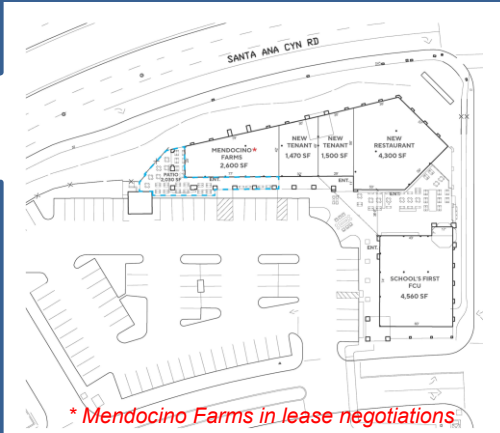 SANTA ANA CYN RD
MENDOCINO*
FARMS
2,600 SF
NEW
TENANT
1,470 SF
NEW
TENANT
1,500 SF
NEW
RESTAURANT
4,300 SF
PATIO
ENT.
ENT.
ENT.
ENT.
SCHOOL'S FIRST
FCU
4,560 SF
* Mendocino Farms in lease negotiations